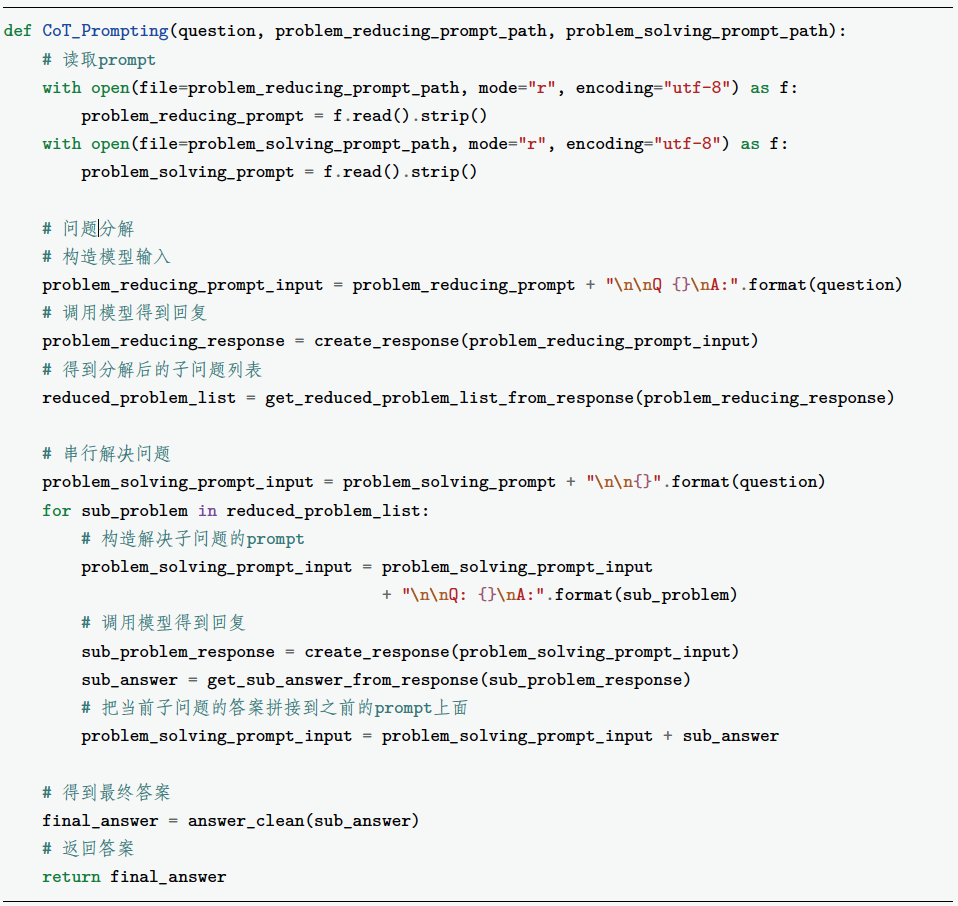 def CoT_Prompting(question, problem_reducing_prompt_path, problem_solving_prompt_path):
    # 读取prompt
    with open(file=problem_reducing_prompt_path, mode="r", encoding="utf-8") as f:
        problem_reducing_prompt = f.read().strip()
    with open(file=problem_solving_prompt_path, mode="r", encoding="utf-8") as f:
        problem_solving_prompt = f.read().strip()

    # 问题分解
    # 构造模型输入
    problem_reducing_prompt_input = problem_reducing_prompt + "\n\nQ {}\nA:".format(question)
    # 调用模型得到回复
    problem_reducing_response = create_response(problem_reducing_prompt_input)
    # 得到分解后的子问题列表
    reduced_problem_list = get_reduced_problem_list_from_response(problem_reducing_response)

    # 串行解决问题
    problem_solving_prompt_input = problem_solving_prompt + "\n\n{}".format(question)
    for sub_problem in reduced_problem_list:
        # 构造解决子问题的prompt
        problem_solving_prompt_input = problem_solving_prompt_input
                                       + "\n\nQ: {}\nA:".format(sub_problem)
        # 调用模型得到回复
        sub_problem_response = create_response(problem_solving_prompt_input)
        sub_answer = get_sub_answer_from_response(sub_problem_response)
        # 把当前子问题的答案拼接到之前的prompt上面
        problem_solving_prompt_input = problem_solving_prompt_input + sub_answer

    # 得到最终答案
    final_answer = answer_clean(sub_answer)
    # 返回答案
    return final_answer